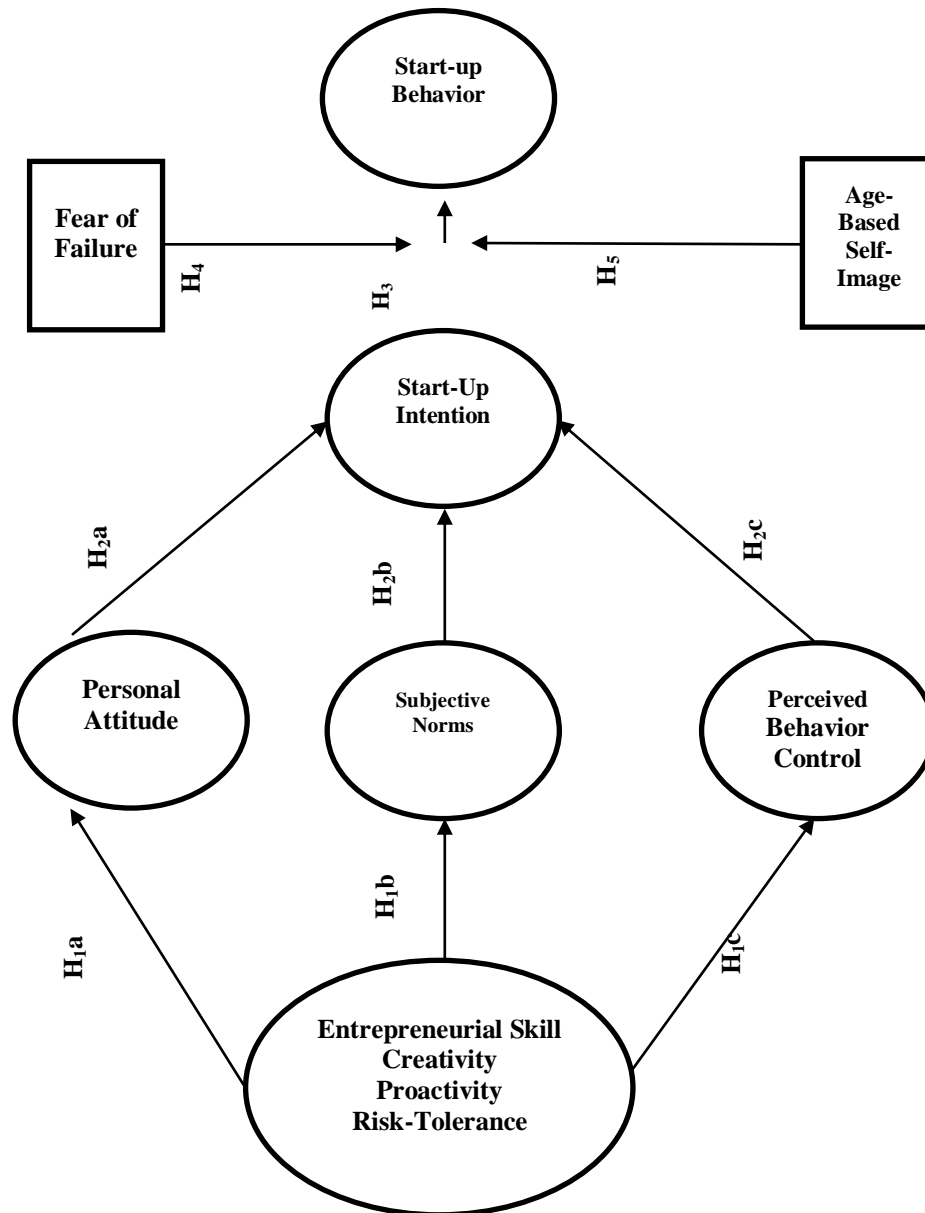 Start-up
Behavior
Fear of
Failure
Age-
Based
Self-
Image
H₄
H₃
H₅
Start-Up
Intention
H₂a
H₂b
H₂c
Personal
Attitude
Subjective
Norms
Perceived
Behavior
Control
H₁a
H₁b
H₁c
Entrepreneurial Skill
Creativity
Proactivity
Risk-Tolerance